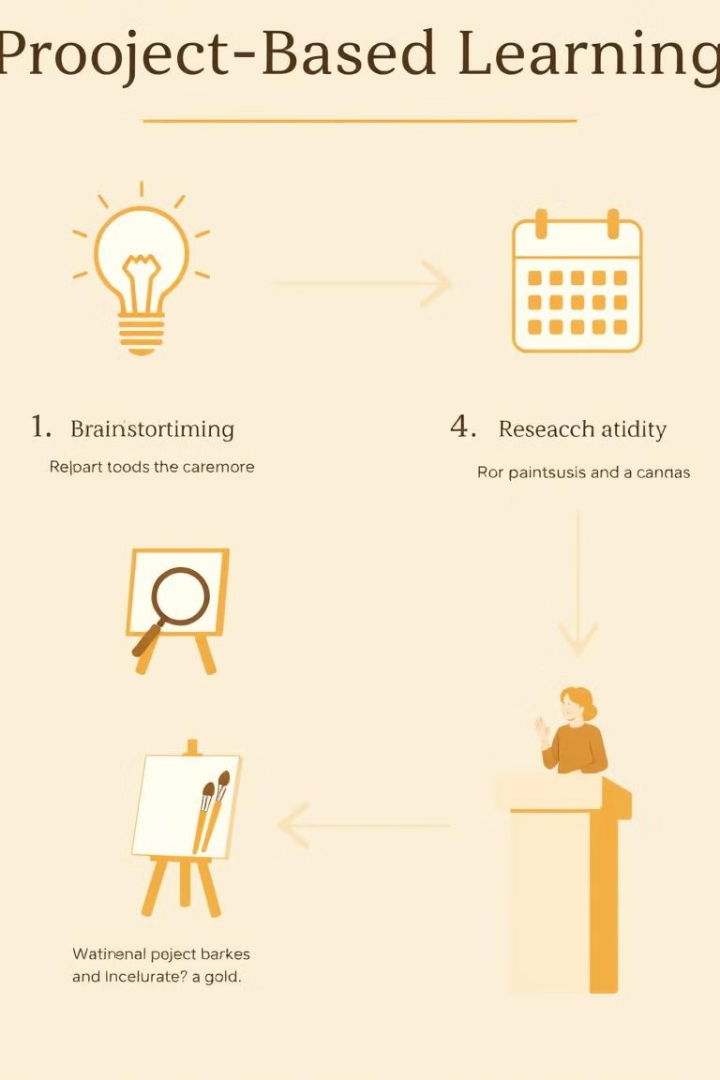 Prooject-Based Learning
1. Brainstortiming
Relpart toods the caremore
4. Reseacch atidity
Ror paintsusis and a cannas
Watinenal poject barkes
and Incelurate? a gold.